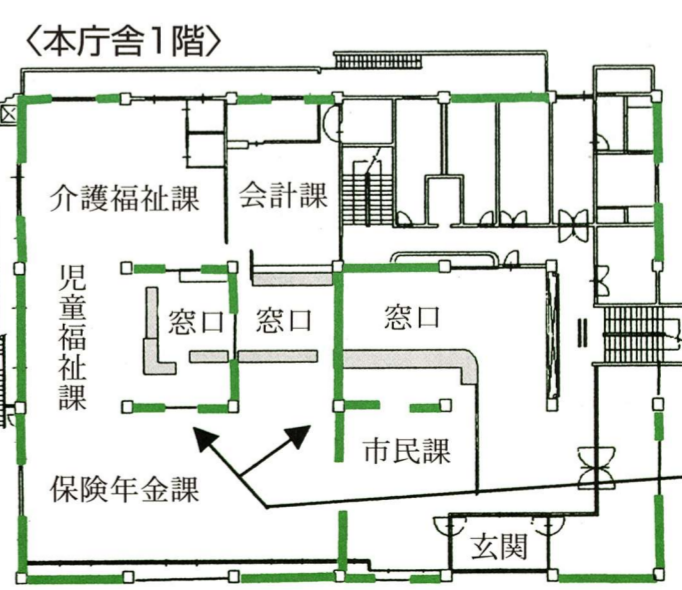 〈本庁舎1階〉
介護福祉課
会計課
児童福祉課
窓口
窓口
窓口
市民課
保険年金課
玄関